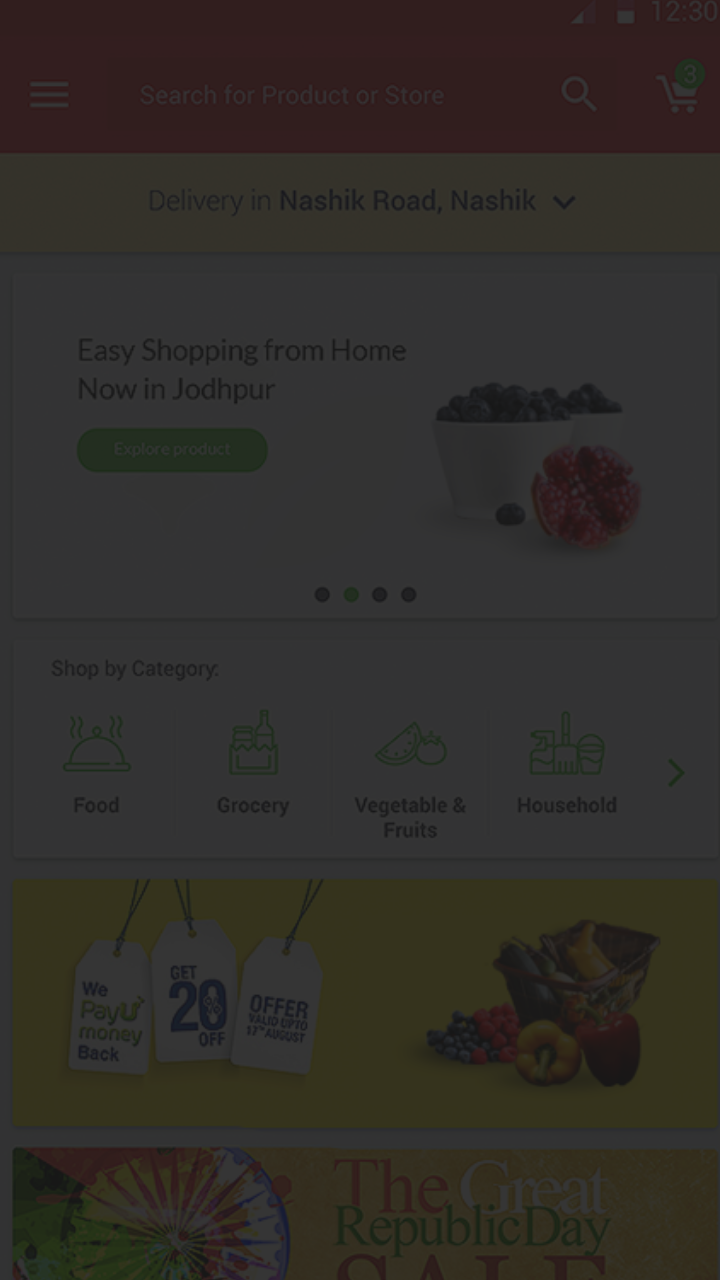 12:30
Search for Product or Store
3
Delivery in Nashik Road, Nashik
Easy Shopping from Home
Now in Jodhpur
Explore product
Shop by Category:
Food
Grocery
Vegetable &
Fruits
Household
We
PayU
money
Back
GET
20%
OFF
OFFER
VALID UPTO
17TH AUGUST
The Great
Republic Day
SALE